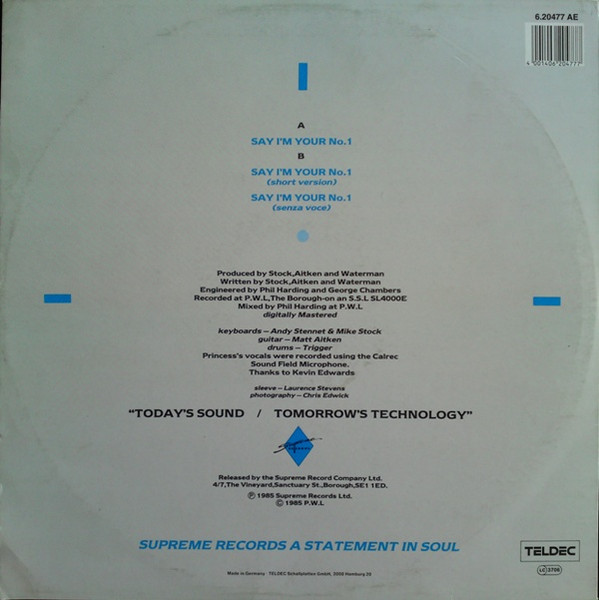 6.20477 AE
4 001406 204777
A
SAY I'M YOUR No.1
B
SAY I'M YOUR No.1
(short version)
SAY I'M YOUR No.1
(senza voce)
Produced by Stock,Aitken and Waterman
Written by Stock,Aitken and Waterman
Engineered by Phil Harding and George Chambers
Recorded at P.W.L,The Borough-on an S.S.L SL4000E
Mixed by Phil Harding at P.W.L
digitally Mastered
keyboards – Andy Stennet & Mike Stock
guitar – Matt Aitken
drums – Trigger
Princess's vocals were recorded using the Calrec
Sound Field Microphone.
Thanks to Kevin Edwards
sleeve – Laurence Stevens
photography – Chris Edwick
“TODAY'S SOUND / TOMORROW'S TECHNOLOGY”
Released by the Supreme Record Company Ltd.
4/7,The Vineyard,Sanctuary St.,Borough,SE1 1ED.
Ⓟ 1985 Supreme Records Ltd.
© 1985 P.W.L
SUPREME RECORDS A STATEMENT IN SOUL
TELDEC
LC 3706
Made in Germany · TELDEC Schallplatten GmbH, 2000 Hamburg 20